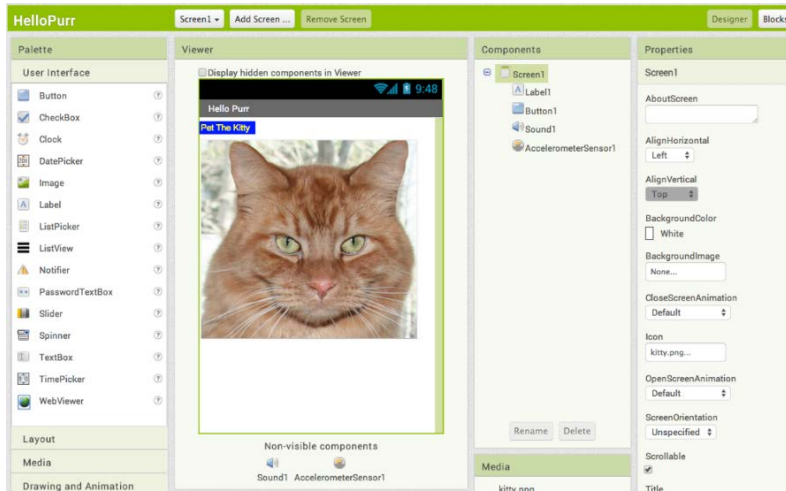 HelloPurr
Screen1
Add Screen ...
Remove Screen
Designer
Blocks
Palette
User Interface
Button
CheckBox
Clock
DatePicker
Image
Label
ListPicker
ListView
Notifier
PasswordTextBox
Slider
Spinner
TextBox
TimePicker
WebViewer
Layout
Media
Drawing and Animation
Viewer
Display hidden components in Viewer
9:48
Hello Purr
Pet The Kitty
Non-visible components
Sound1 AccelerometerSensor1
Components
Screen1
Label1
Button1
Sound1
AccelerometerSensor1
Rename Delete
Media
kitty.png
Properties
Screen1
AboutScreen
AlignHorizontal
Left
AlignVertical
Top
BackgroundColor
White
BackgroundImage
None...
CloseScreenAnimation
Default
Icon
kitty.png...
OpenScreenAnimation
Default
ScreenOrientation
Unspecified
Scrollable
Title